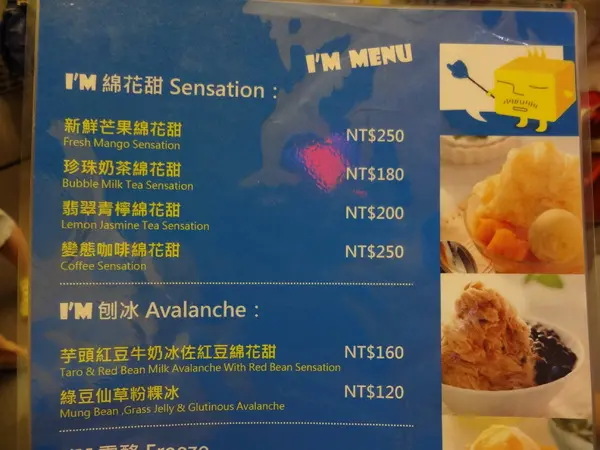 I'M MENU
I'M 綿花甜 Sensation :
新鮮芒果綿花甜 NT$250
Fresh Mango Sensation
珍珠奶茶綿花甜 NT$180
Bubble Milk Tea Sensation
翡翠青檸綿花甜 NT$200
Lemon Jasmine Tea Sensation
變態咖啡綿花甜 NT$250
Coffee Sensation
I'M 刨冰 Avalanche :
芋頭紅豆牛奶冰佐紅豆綿花甜 NT$160
Taro & Red Bean Milk Avalanche With Red Bean Sensation
綠豆仙草粉粿冰 NT$120
Mung Bean ,Grass Jelly & Glutinous Avalanche